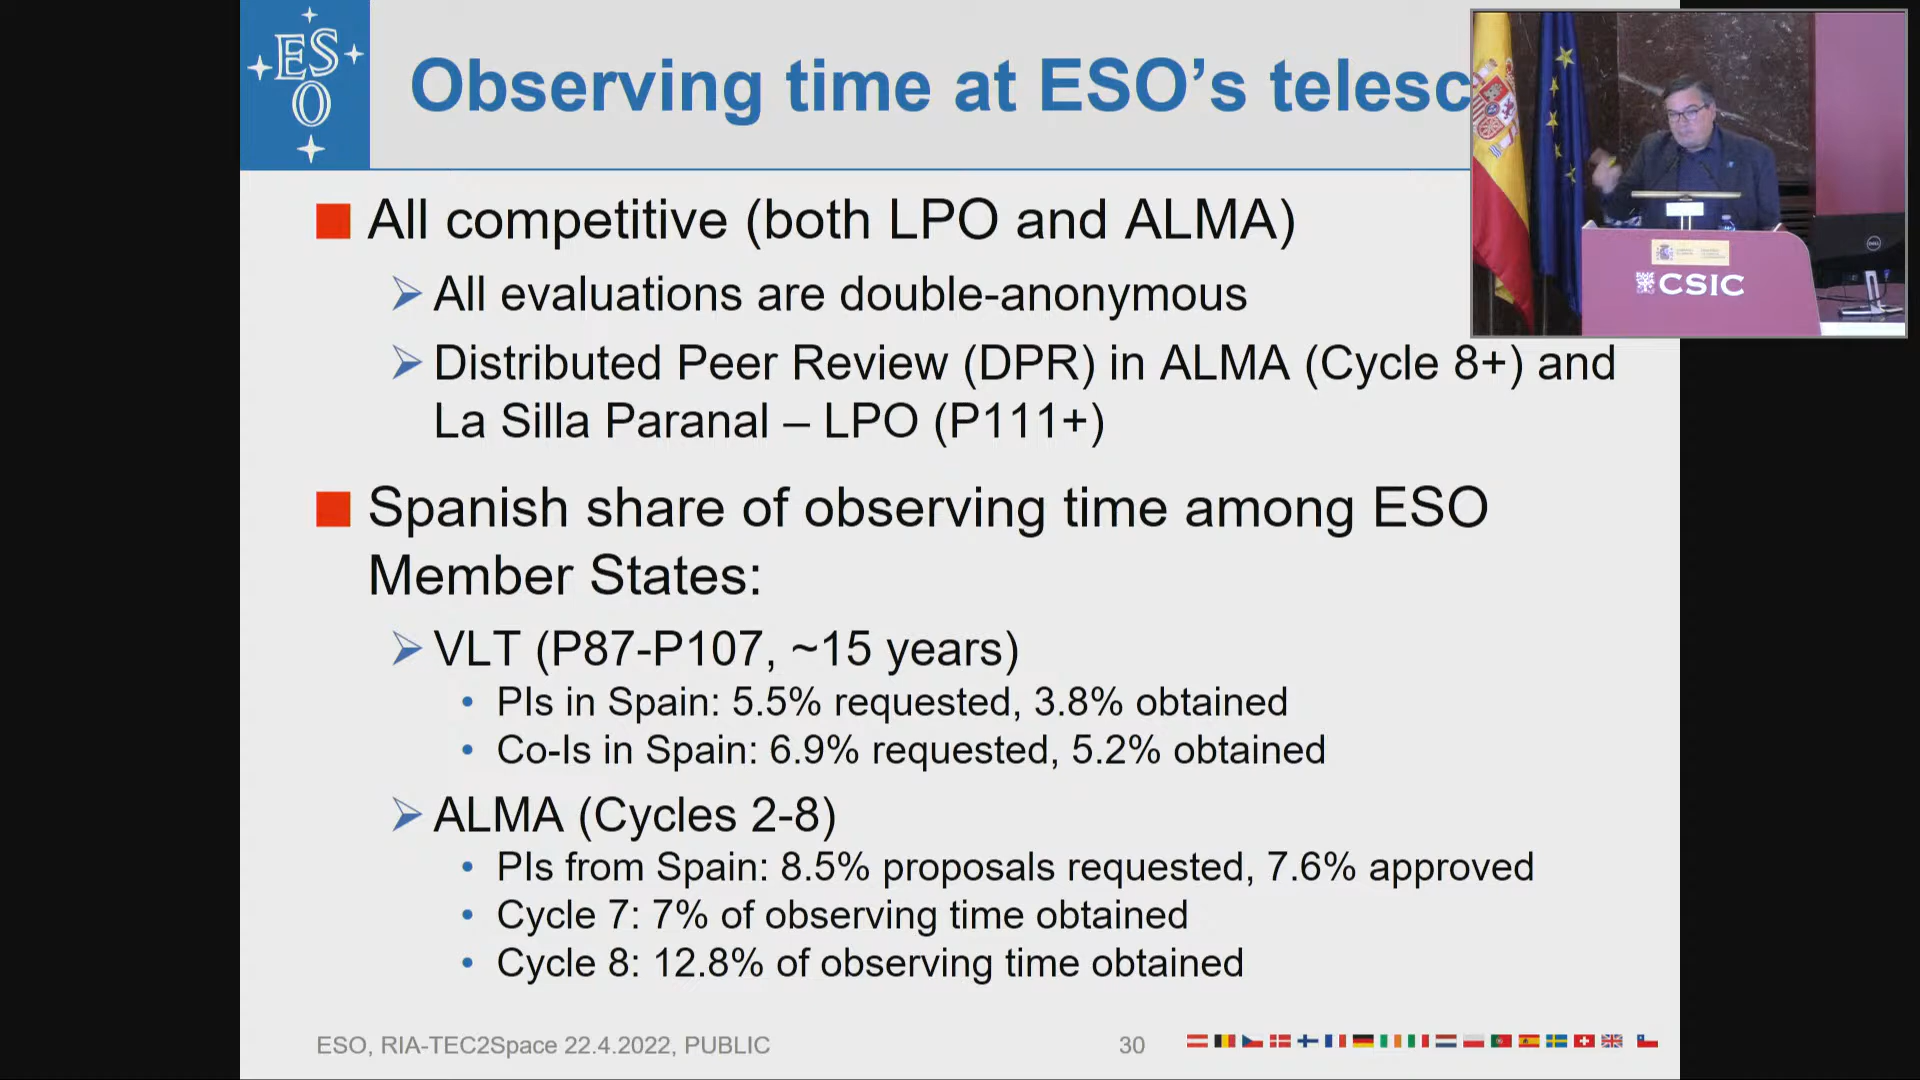 ESO
Observing time at ESO's telesc
All competitive (both LPO and ALMA)
All evaluations are double-anonymous
Distributed Peer Review (DPR) in ALMA (Cycle 8+) and
La Silla Paranal – LPO (P111+)
Spanish share of observing time among ESO
Member States:
VLT (P87-P107, ~15 years)
PIs in Spain: 5.5% requested, 3.8% obtained
Co-Is in Spain: 6.9% requested, 5.2% obtained
ALMA (Cycles 2-8)
PIs from Spain: 8.5% proposals requested, 7.6% approved
Cycle 7: 7% of observing time obtained
Cycle 8: 12.8% of observing time obtained
ESO, RIA-TEC2Space 22.4.2022, PUBLIC
30
CSIC
DELL